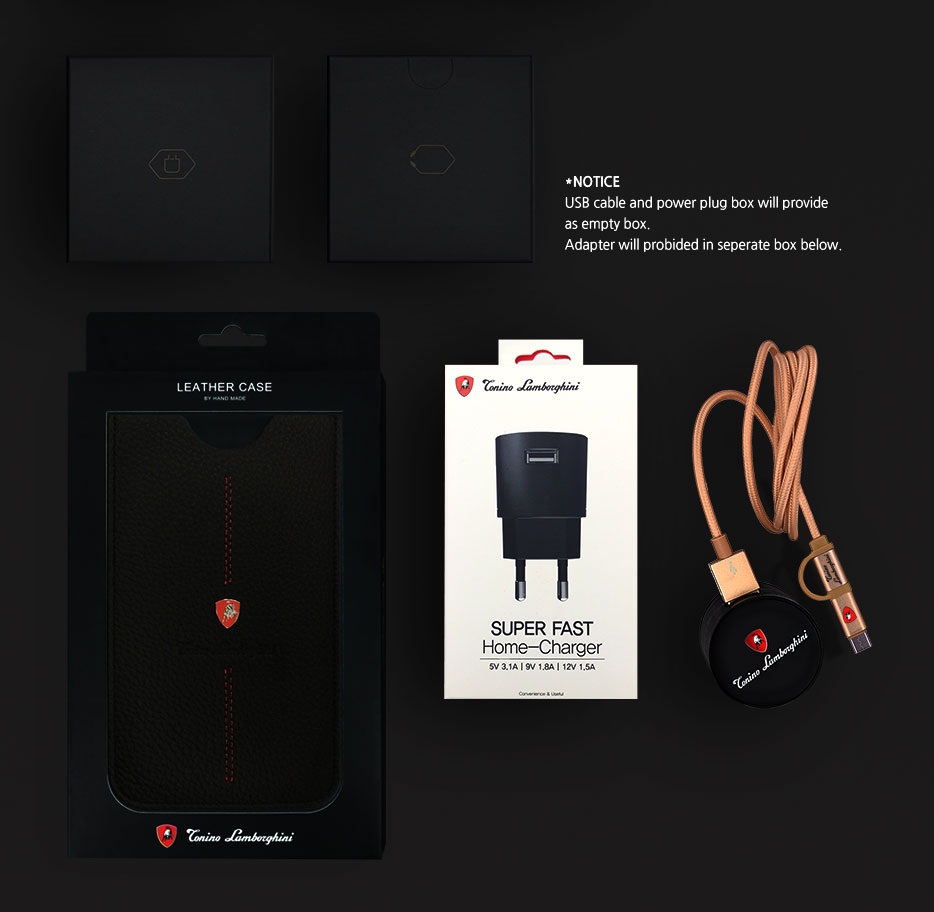 *NOTICE
USB cable and power plug box will provide
as empty box.
Adapter will probided in seperate box below.
LEATHER CASE
BY HAND MADE
Tonino Lamborghini
Tonino Lamborghini
SUPER FAST
Home-Charger
5V 3.1A | 9V 1.8A | 12V 1.5A
Convenience & Useful
Tonino Lamborghini